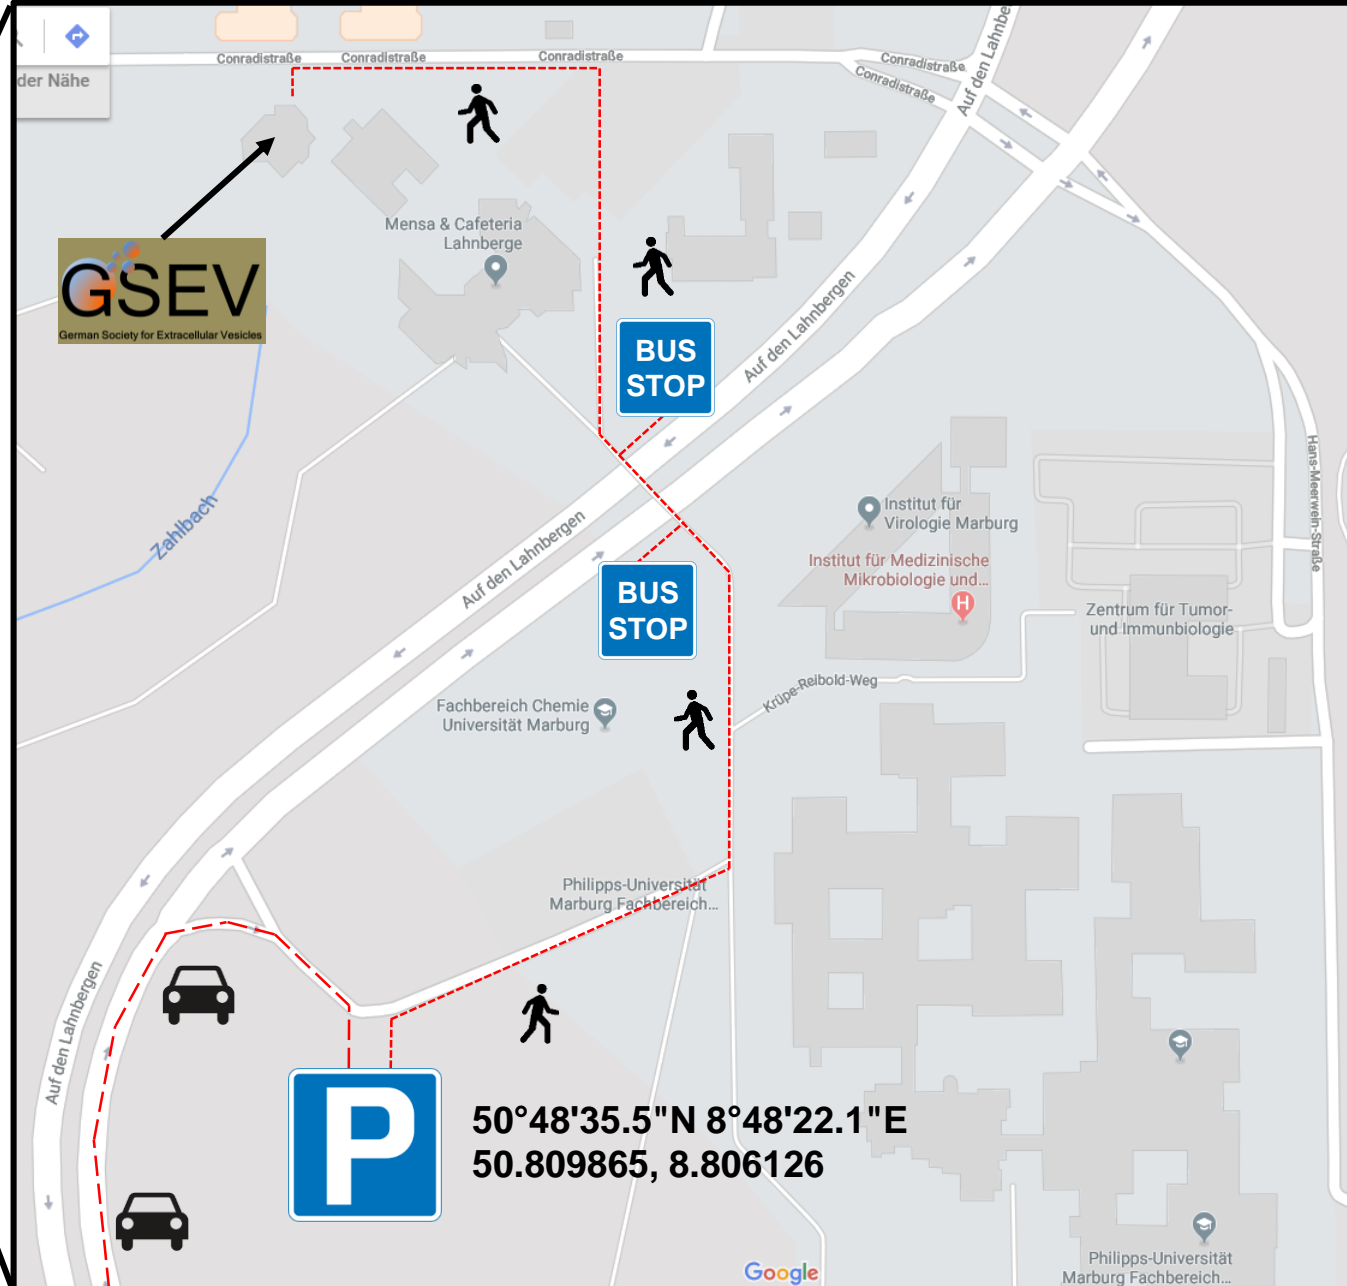 der Nähe
Conradistraße
Conradistraße
Conradistraße
Conradistraße
Conradistraße
Auf den Lahnbe
Mensa & Cafeteria
Lahnberge
GSEV
German Society for Extracellular Vesicles
BUS
STOP
Auf den Lahnbergen
Zahlbach
Auf den Lahnbergen
Institut für
Virologie Marburg
Institut für Medizinische
Mikrobiologie und...
H
Hans-Meerwein-Straße
BUS
STOP
Zentrum für Tumor-
und Immunbiologie
Krüpe-Reibold-Weg
Fachbereich Chemie
Universität Marburg
Philipps-Universität
Marburg Fachbereich...
Auf den Lahnbergen
P
50°48'35.5"N 8°48'22.1"E
50.809865, 8.806126
Philipps-Universität
Marburg Fachbereich...
Google